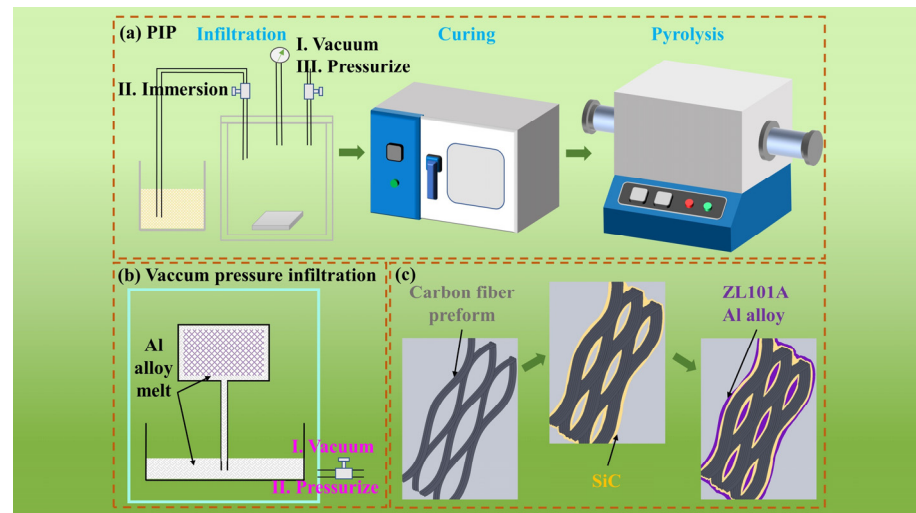 (a) PIP
Infiltration
Curing
Pyrolysis
I. Vacuum
III. Pressurize
II. Immersion
(b) Vaccum pressure infiltration
Al
alloy
melt
I. Vacuum
II. Pressurize
(c)
Carbon fiber
preform
SiC
ZL101A
Al alloy